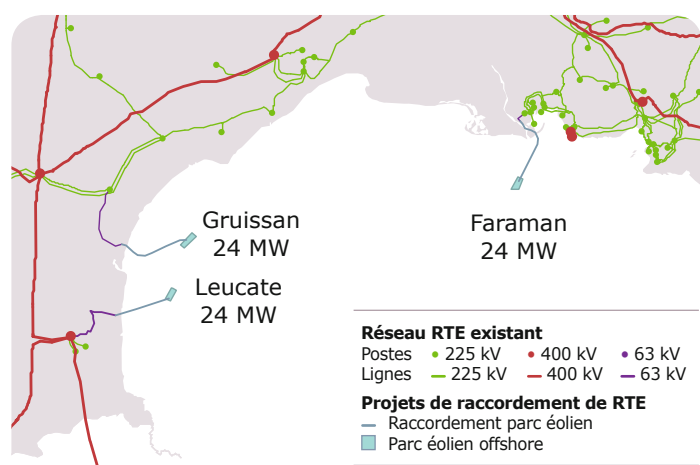 Gruissan
24 MW
Leucate
24 MW
Faraman
24 MW
Réseau RTE existant
Postes 225 kV 400 kV 63 kV
Lignes 225 kV 400 kV 63 kV
Projets de raccordement de RTE
Raccordement parc éolien
Parc éolien offshore